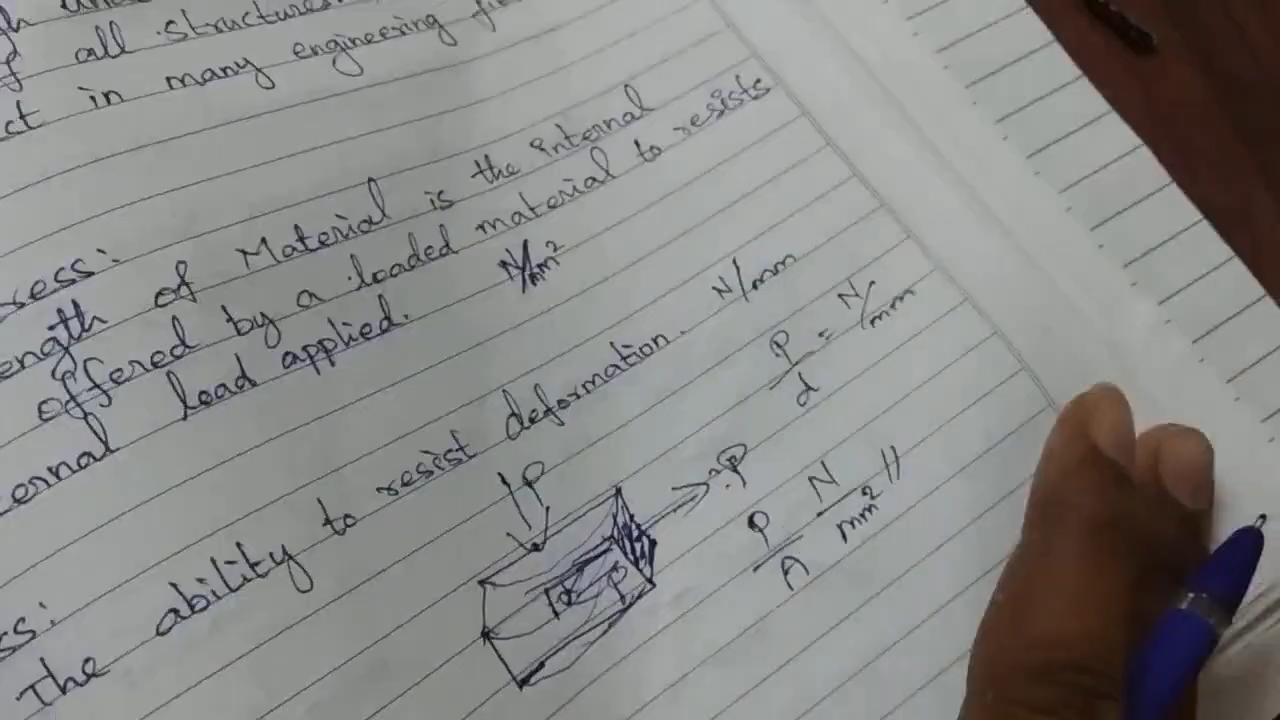 of all structures
ct in many engineering
ress:
ength of Material is the internal
offered by a loaded material to resists
ernal load applied. N/mm²
ss:
The ability to resist deformation. N/mm
P/d = N/mm
P
P
d P
P/A N/mm² //